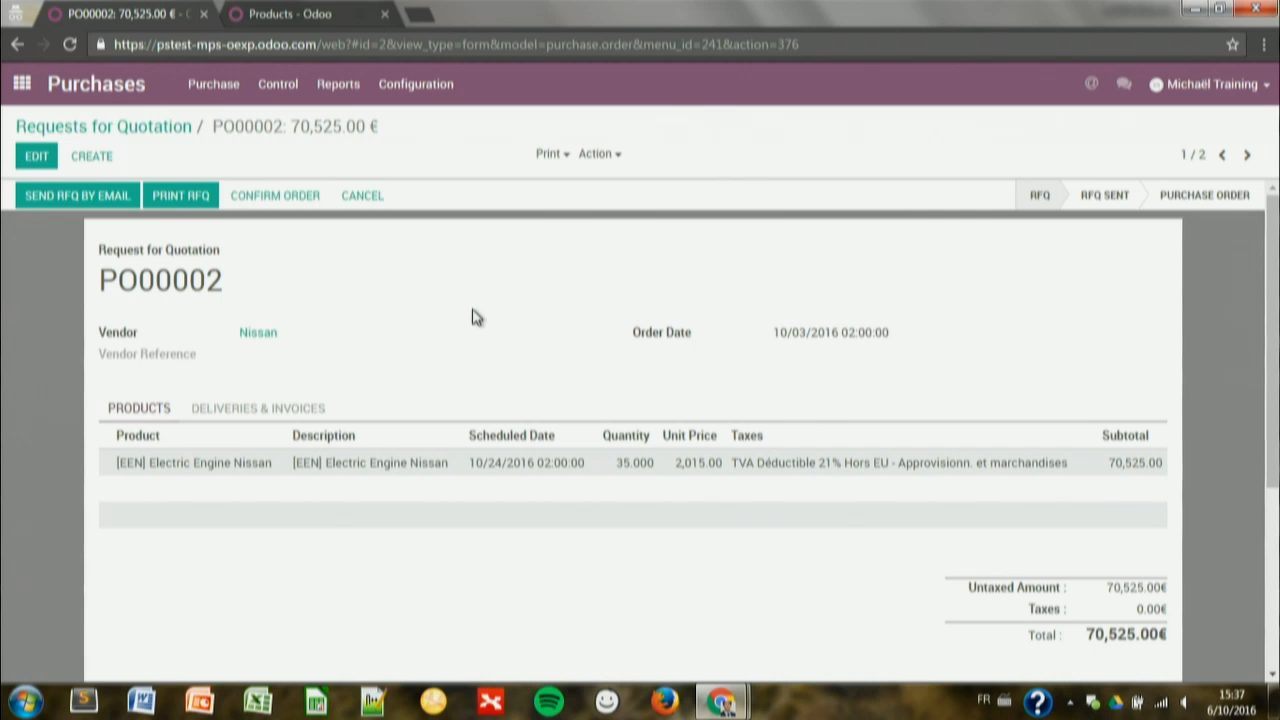 PO00002: 70,525.00 € -
Products - Odoo
https://pstest-mps-oexp.odoo.com/web?#id=2&view_type=form&model=purchase.order&menu_id=241&action=376
Purchases Purchase Control Reports Configuration Michaël Training
Requests for Quotation / PO00002: 70,525.00 €
EDIT CREATE Print Action 1 / 2
SEND RFQ BY EMAIL PRINT RFQ CONFIRM ORDER CANCEL RFQ RFQ SENT PURCHASE ORDER
Request for Quotation
PO00002
Vendor Nissan Order Date 10/03/2016 02:00:00
Vendor Reference
PRODUCTS DELIVERIES & INVOICES
Product Description Scheduled Date Quantity Unit Price Taxes Subtotal
[EEN] Electric Engine Nissan [EEN] Electric Engine Nissan 10/24/2016 02:00:00 35.000 2,015.00 TVA Déductible 21% Hors EU - Approvisionn. et marchandises 70,525.00
Untaxed Amount : 70,525.00€
Taxes : 0.00€
Total : 70,525.00€
FR 15:37
6/10/2016